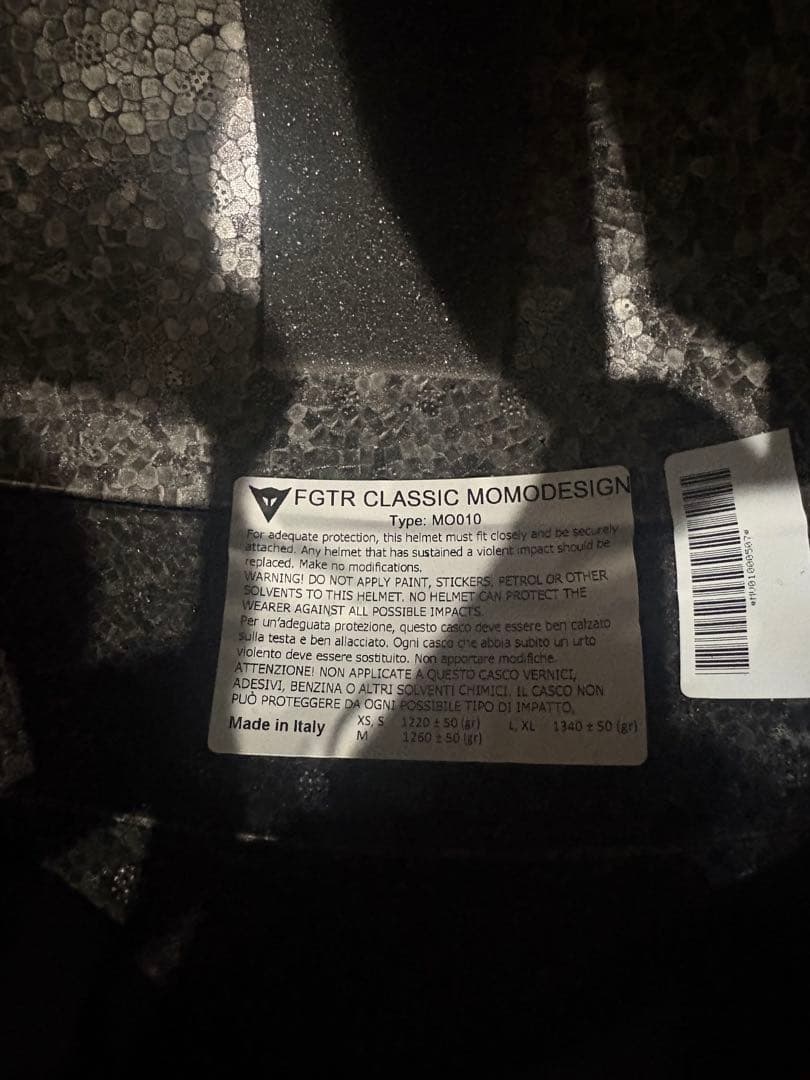 FGTR CLASSIC MOMODESIGN
Type: MO010
For adequate protection, this helmet must fit closely and be securely
attached. Any helmet that has sustained a violent impact should be
replaced. Make no modifications.
WARNING! DO NOT APPLY PAINT, STICKERS, PETROL OR OTHER
SOLVENTS TO THIS HELMET. NO HELMET CAN PROTECT THE
WEARER AGAINST ALL POSSIBLE IMPACTS.
Per un'adeguata protezione, questo casco deve essere ben calzato
sulla testa e ben allacciato. Ogni casco che abbia subito un urto
violento deve essere sostituito. Non apportare modifiche.
ATTENZIONE! NON APPLICATE A QUESTO CASCO VERNICI,
ADESIVI, BENZINA O ALTRI SOLVENTI CHIMICI. IL CASCO NON
PUÒ PROTEGGERE DA OGNI POSSIBILE TIPO DI IMPATTO.
Made in Italy XS, S 1220 ± 50 (gr) L, XL 1340 ± 50 (gr)
M 1260 ± 50 (gr)